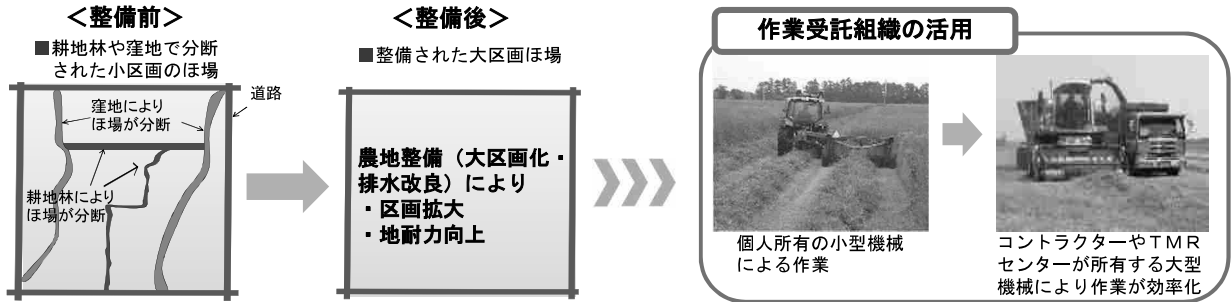 ＜整備前＞
■耕地林や窪地で分断
された小区画のほ場
道路
窪地により
ほ場が分断
耕地林により
ほ場が分断
＜整備後＞
■整備された大区画ほ場
農地整備（大区画化・
排水改良）により
・区画拡大
・地耐力向上
作業受託組織の活用
個人所有の小型機械
による作業
コントラクターやＴＭＲ
センターが所有する大型
機械により作業が効率化